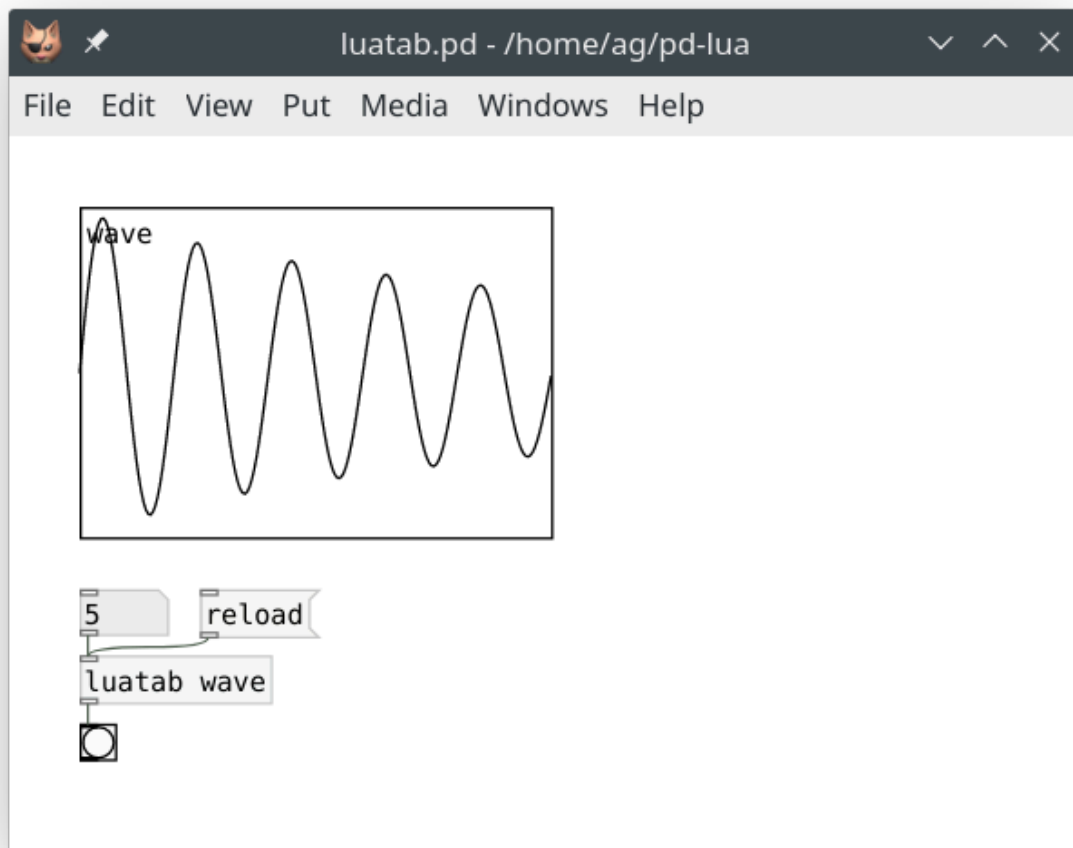 luatab.pd - /home/ag/pd-lua
File Edit View Put Media Windows Help
wave
5 reload
luatab wave